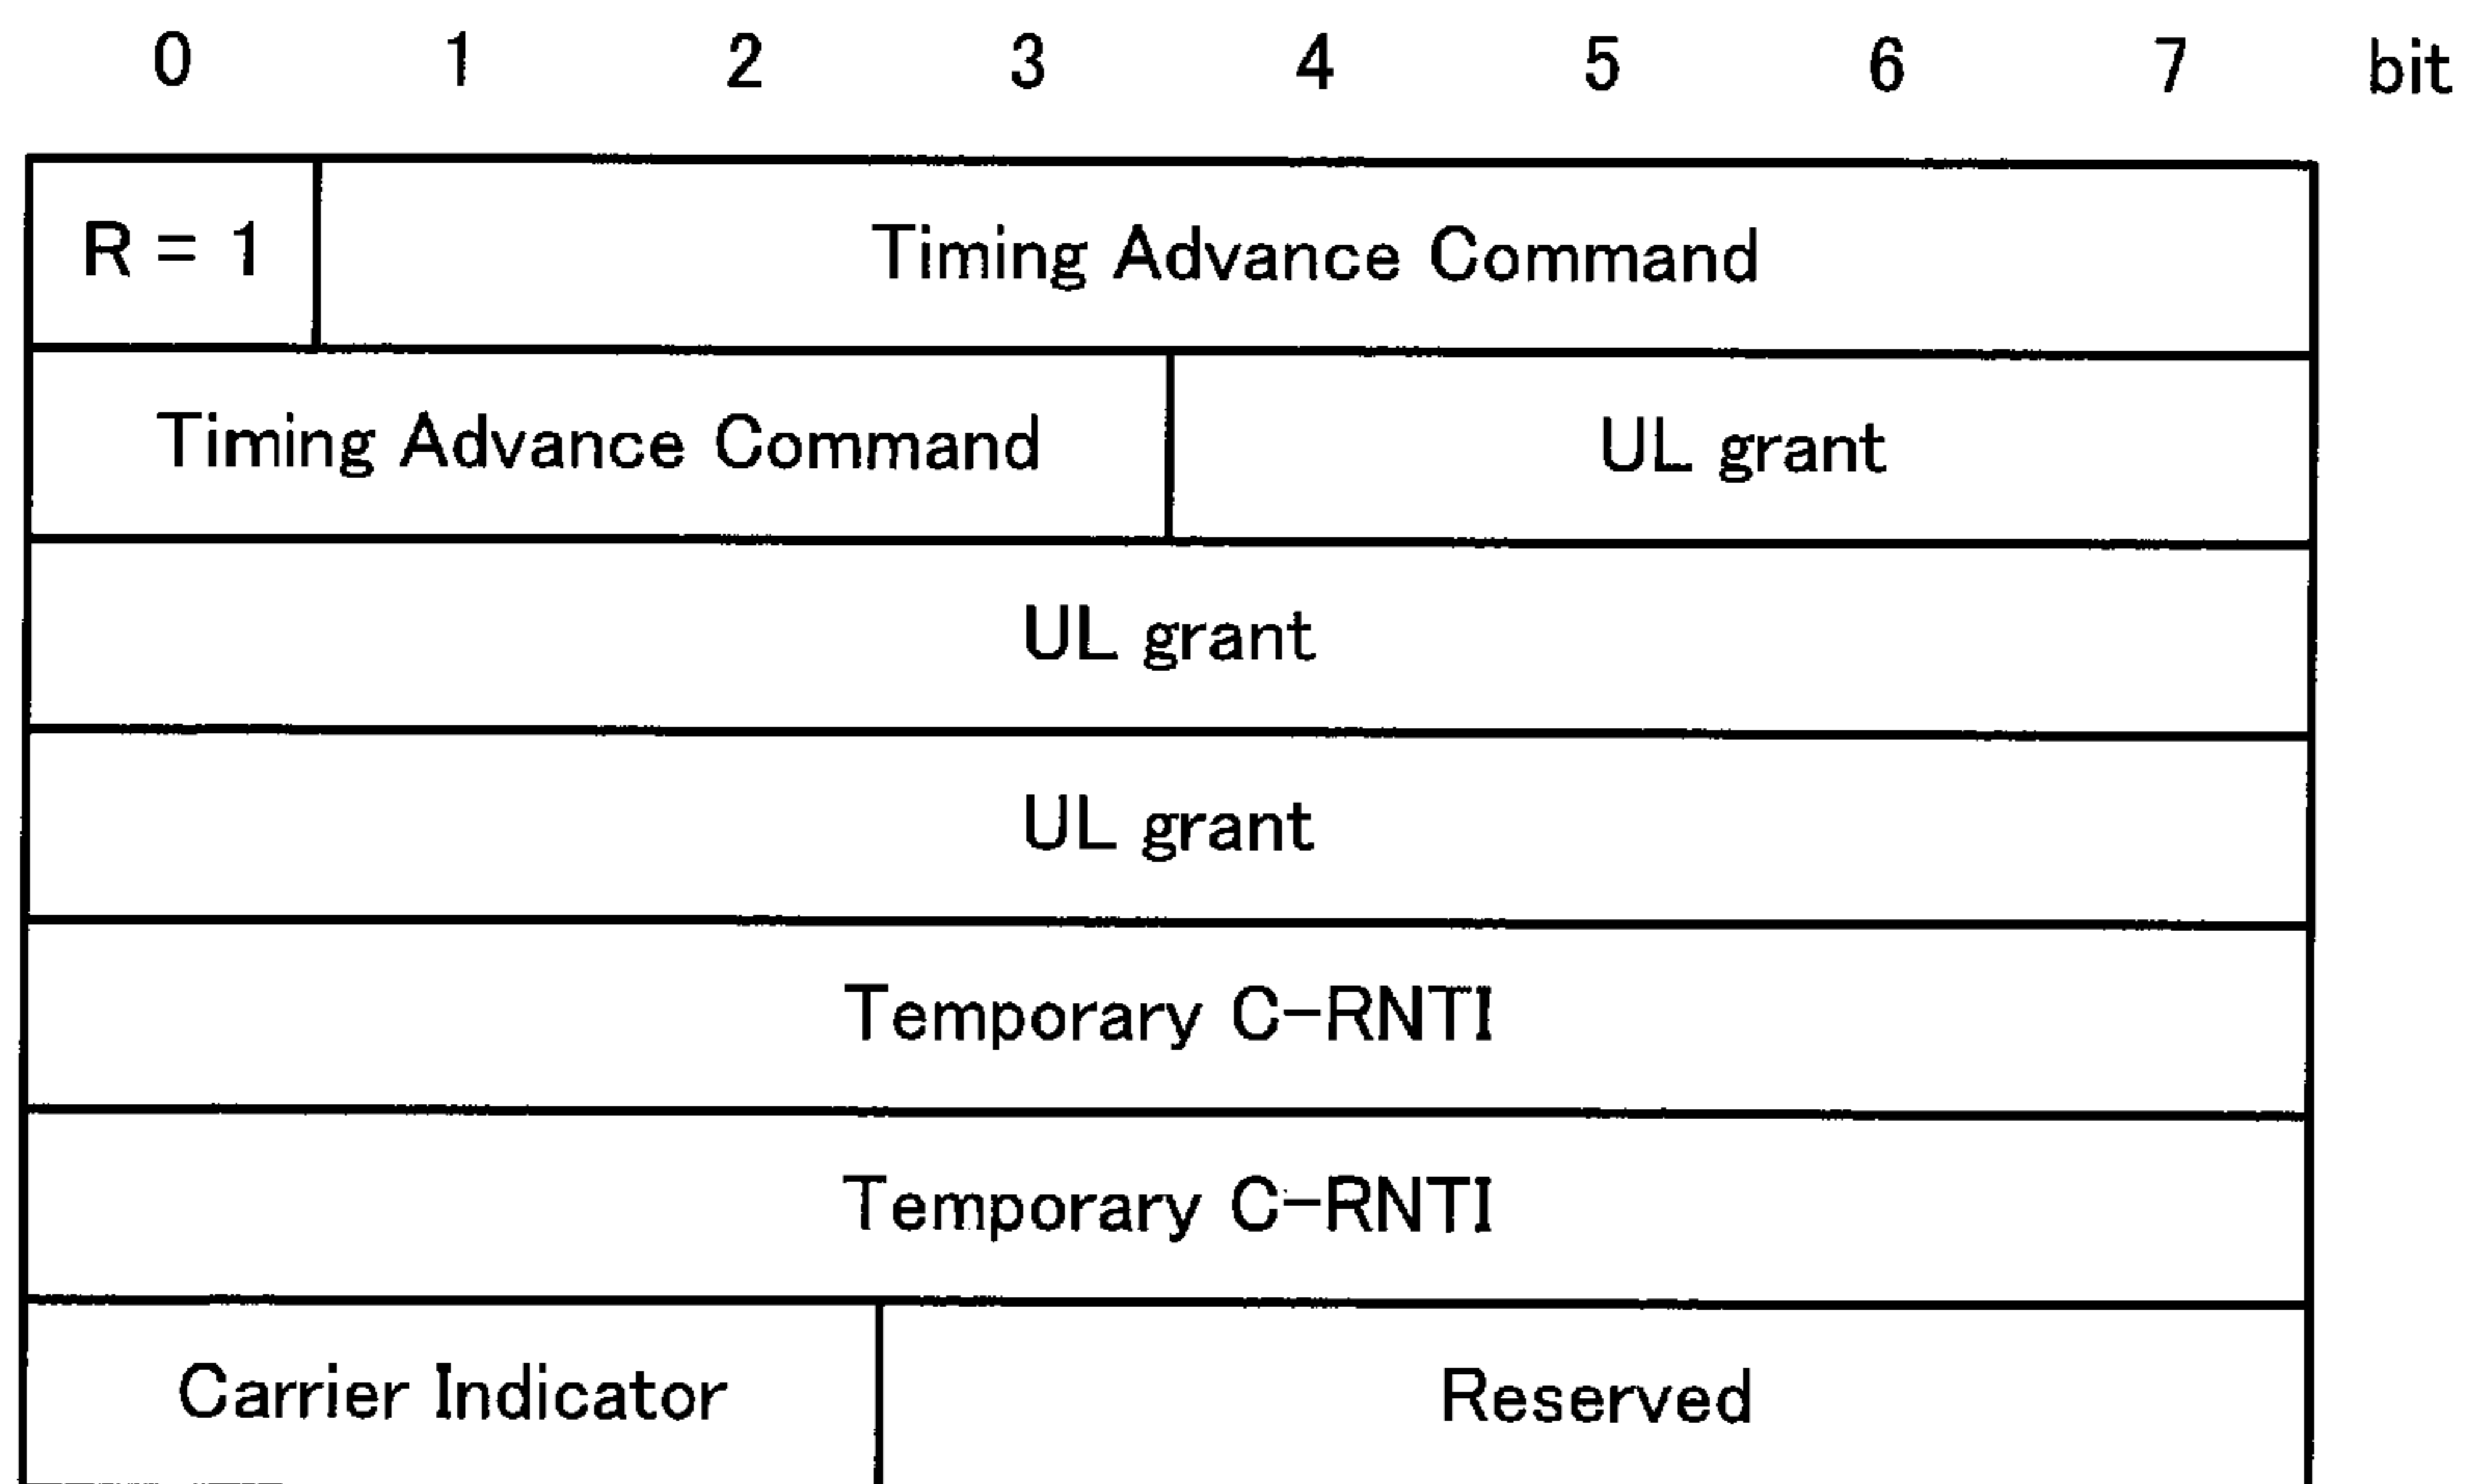 0 1 2 3 4 5 6 7 bit
R = 1 Timing Advance Command
Timing Advance Command UL grant
UL grant
UL grant
Temporary C-RNTI
Temporary C-RNTI
Carrier Indicator Reserved